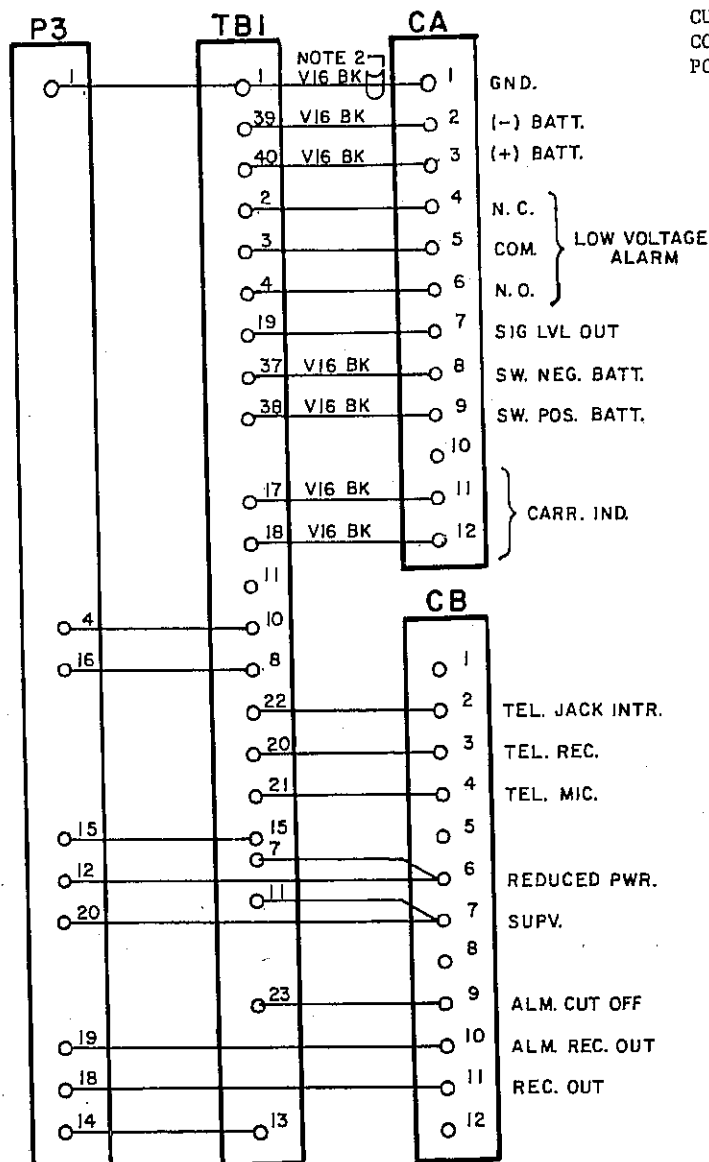 P3 TB1 CA CU
CO
PO
NOTE 2
1 1 V16 BK 1 GND.
39 V16 BK 2 (-) BATT.
40 V16 BK 3 (+) BATT.
2 4 N.C.
3 5 COM. LOW VOLTAGE ALARM
4 6 N.O.
19 7 SIG LVL OUT
37 V16 BK 8 SW. NEG. BATT.
38 V16 BK 9 SW. POS. BATT.
10
17 V16 BK 11 CARR. IND.
18 V16 BK 12
11
CB
4 10
16 8 1
22 2 TEL. JACK INTR.
20 3 TEL. REC.
21 4 TEL. MIC.
15 15 5
7
12 6 REDUCED PWR.
11
20 7 SUPV.
8
23 9 ALM. CUT OFF
19 10 ALM. REC. OUT
18 11 REC. OUT
14 13 12